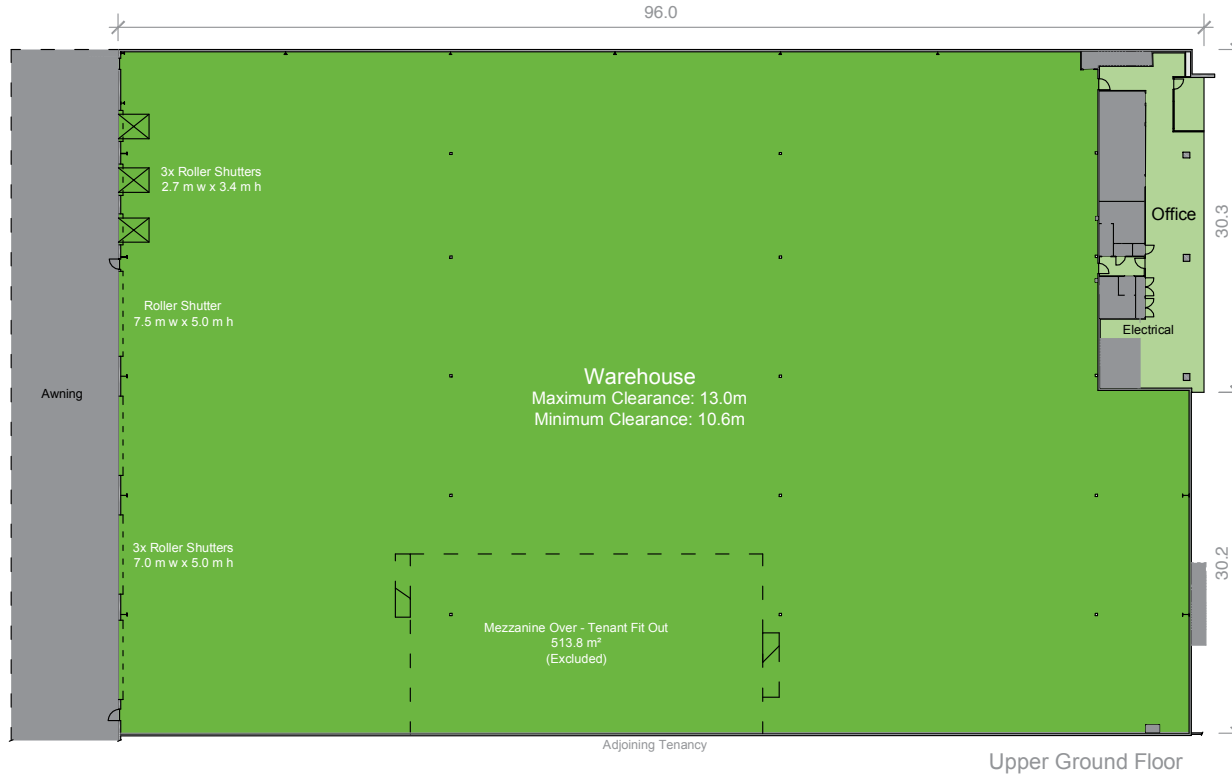 96.0
3x Roller Shutters
2.7 m w x 3.4 m h
Office
30.3
Roller Shutter
7.5 m w x 5.0 m h
Electrical
Awning
Warehouse
Maximum Clearance: 13.0m
Minimum Clearance: 10.6m
3x Roller Shutters
7.0 m w x 5.0 m h
30.2
Mezzanine Over - Tenant Fit Out
513.8 m²
(Excluded)
Adjoining Tenancy
Upper Ground Floor